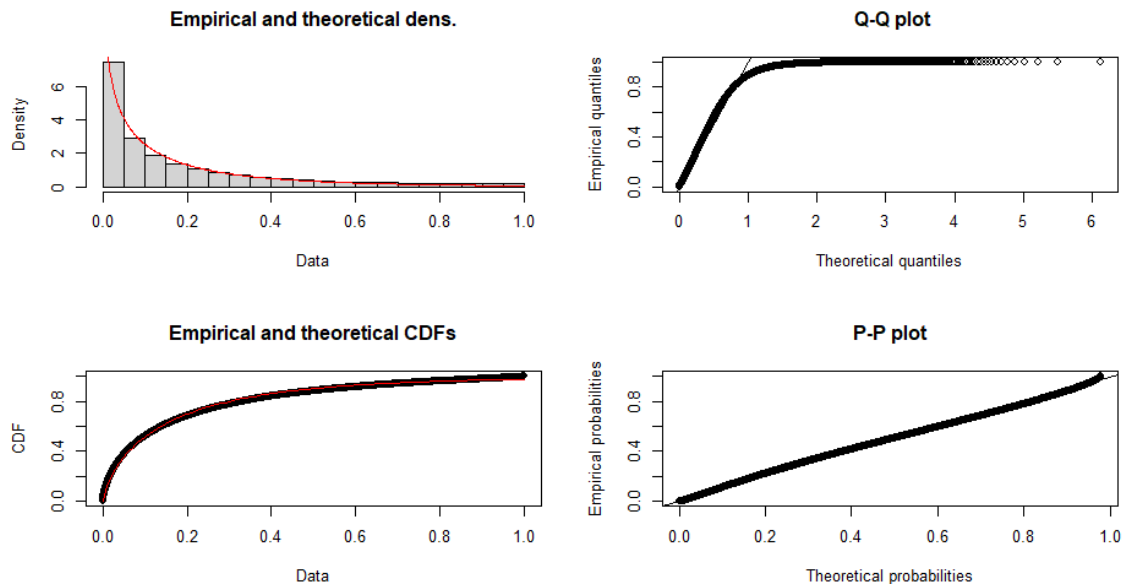 Empirical and theoretical dens.
Density
0 2 4 6
0.0 0.2 0.4 0.6 0.8 1.0
Data
Q-Q plot
Empirical quantiles
0.0 0.4 0.8
0 1 2 3 4 5 6
Theoretical quantiles
Empirical and theoretical CDFs
CDF
0.0 0.4 0.8
0.0 0.2 0.4 0.6 0.8 1.0
Data
P-P plot
Empirical probabilities
0.0 0.4 0.8
0.0 0.2 0.4 0.6 0.8 1.0
Theoretical probabilities